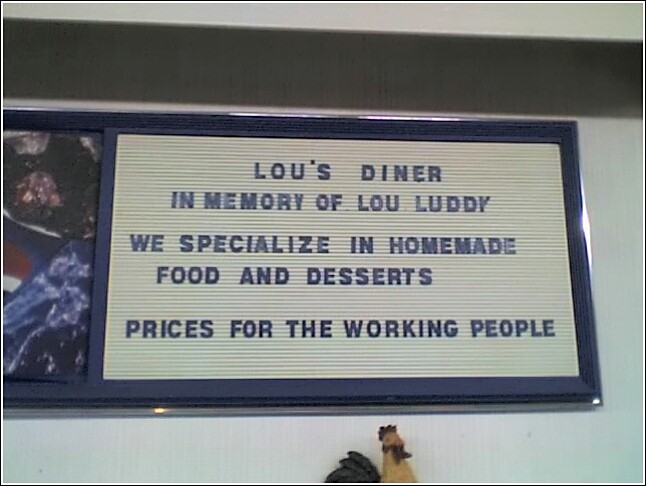 LOU'S DINER
IN MEMORY OF LOU LUDDY
WE SPECIALIZE IN HOMEMADE
FOOD AND DESSERTS
PRICES FOR THE WORKING PEOPLE